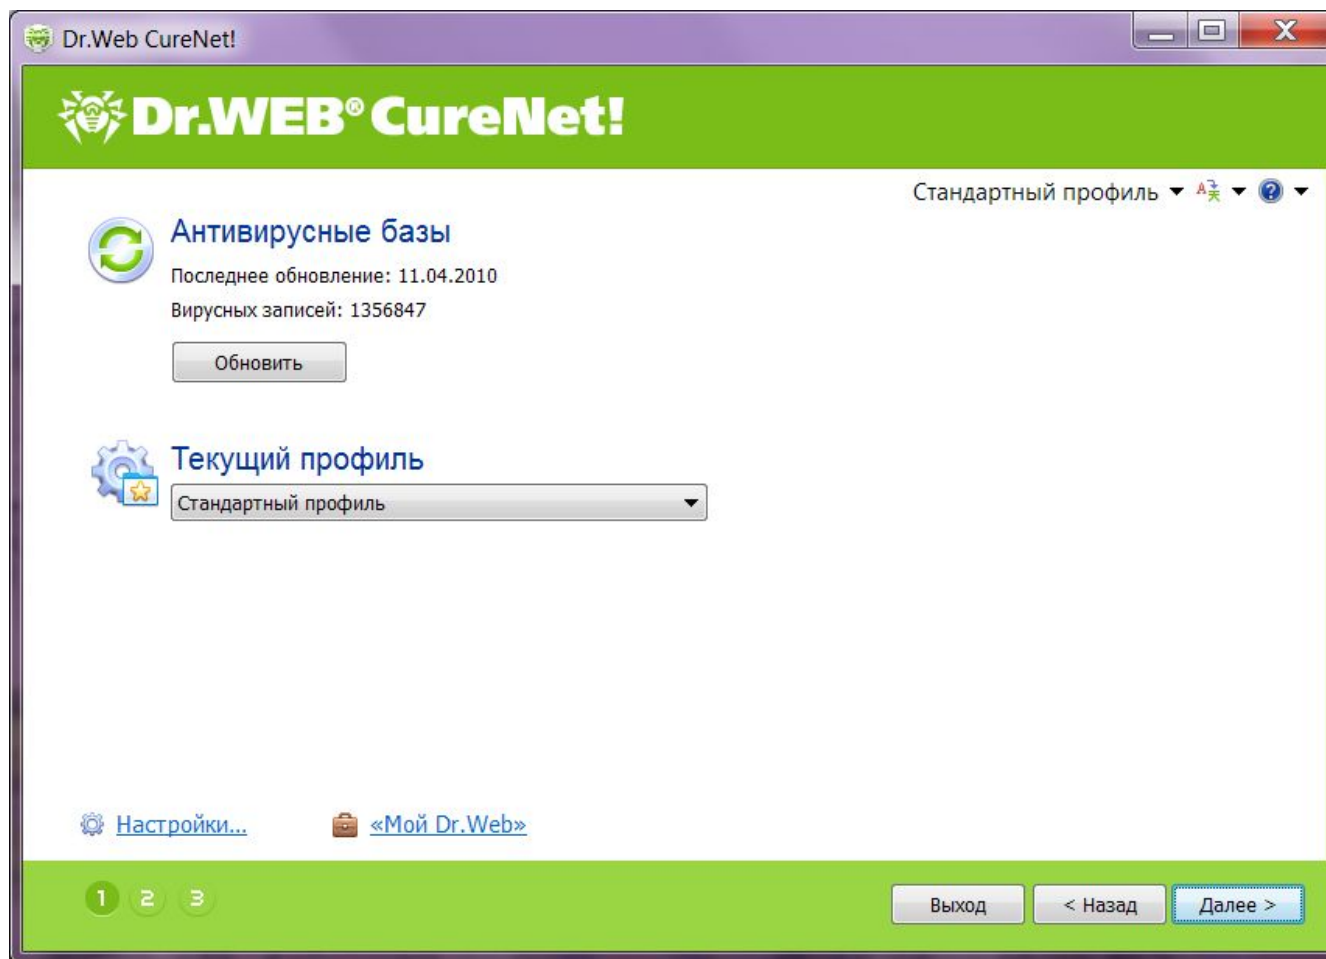 Dr.Web CureNet!
Dr.WEB® CureNet!
Стандартный профиль
Антивирусные базы
Последнее обновление: 11.04.2010
Вирусных записей: 1356847
Обновить
Текущий профиль
Стандартный профиль
Настройки... «Мой Dr.Web»
1 2 3 Выход < Назад Далее >